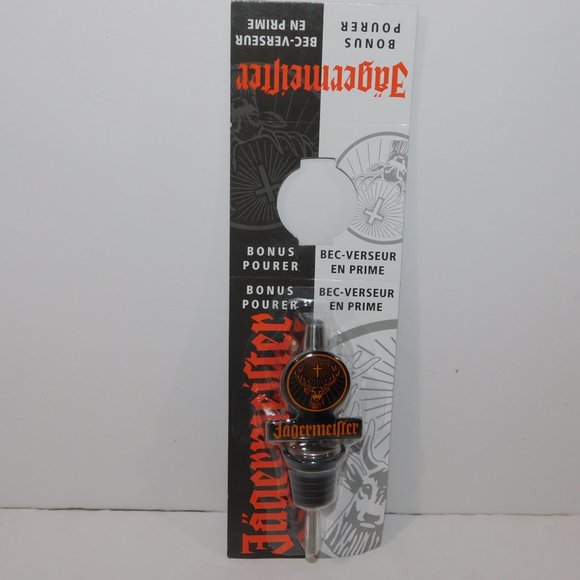 BONUS
POURER
BEC-VERSEUR
EN PRIME
Jägermeister
BONUS
POURER
BEC-VERSEUR
EN PRIME
BONUS
POURER
BEC-VERSEUR
EN PRIME
Jägermeister
Jägermeister